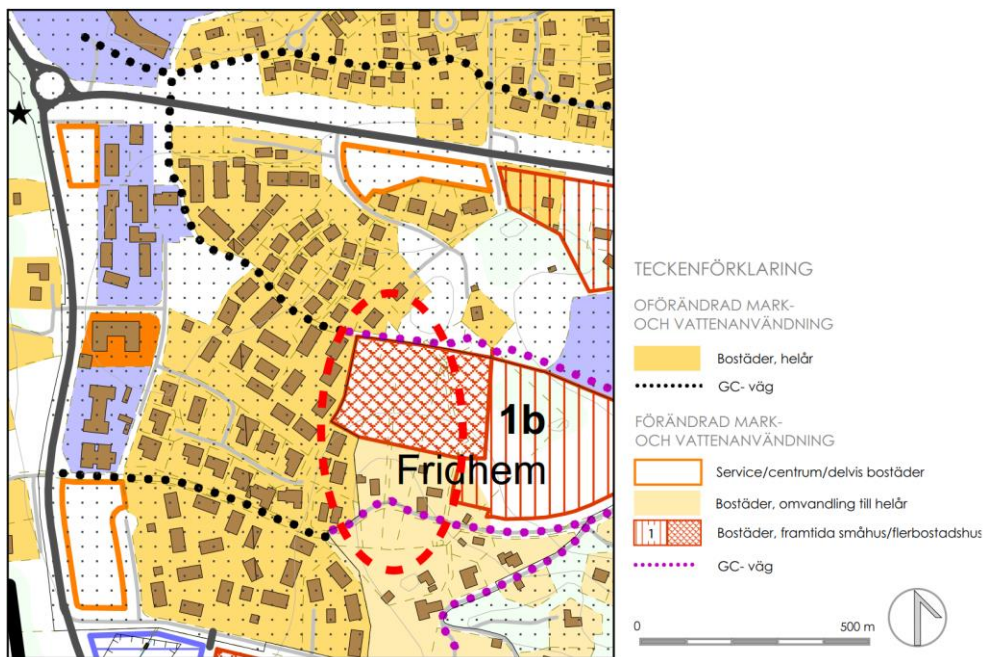 1b
Fridhem
TECKENFÖRKLARING
OFÖRÄNDRAD MARK-
OCH VATTENANVÄNDNING
Bostäder, helår
GC- väg
FÖRÄNDRAD MARK-
OCH VATTENANVÄNDNING
Service/centrum/delvis bostäder
Bostäder, omvandling till helår
1
Bostäder, framtida småhus/flerbostadshus
GC- väg
0
500 m